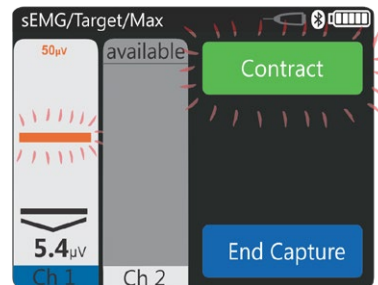 sEMG/Target/Max
50µV
available
Contract
5.4µV
End Capture
Ch 1
Ch 2